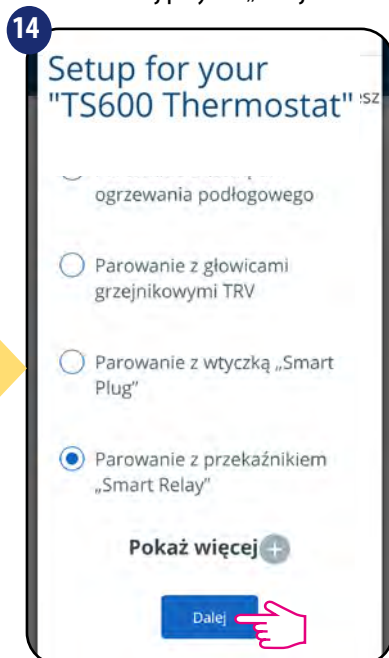 14
Setup for your
"TS600 Thermostat"
ogrzewania podłogowego
Parowanie z głowicami
grzejnikowymi TRV
Parowanie z wtyczką „Smart
Plug”
Parowanie z przekaźnikiem
„Smart Relay”
Pokaż więcej
Dalej